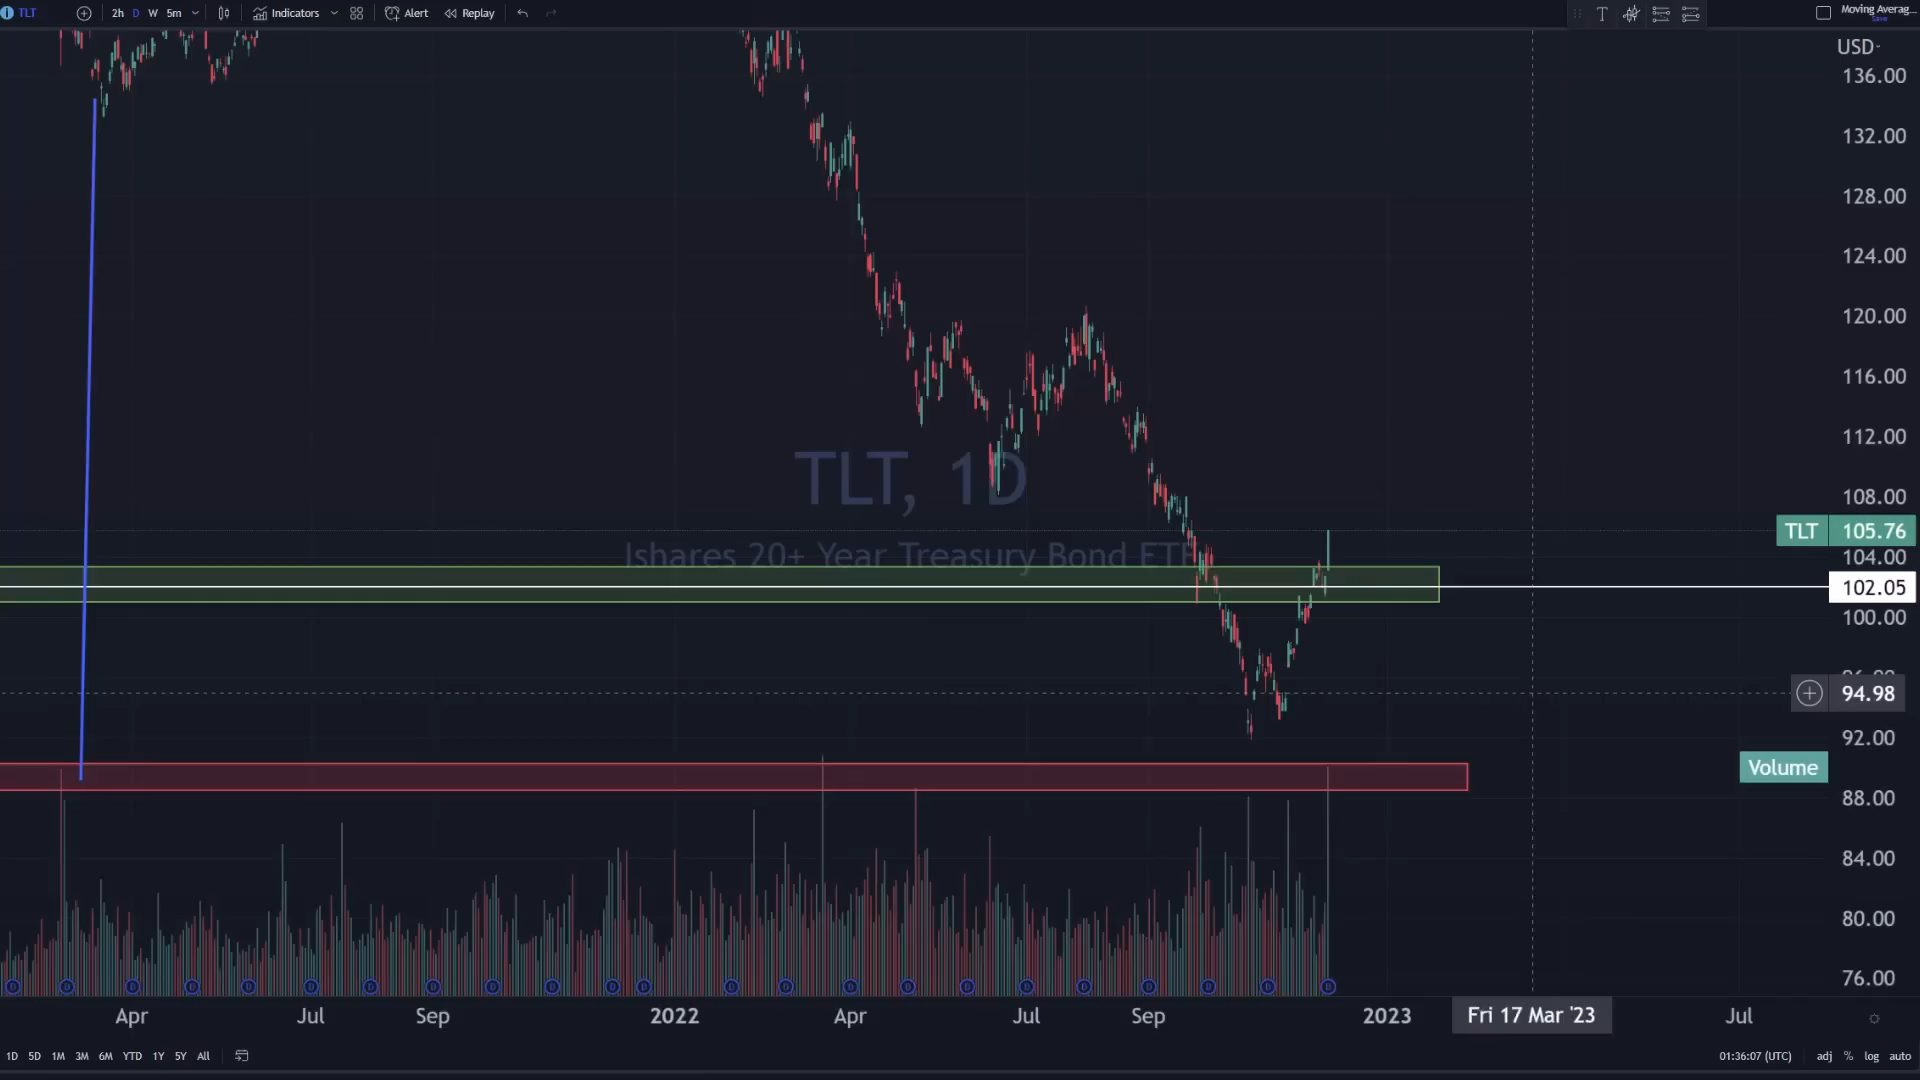 TLT
2h D W 5m Indicators Alert Replay
T
Moving Averag...
Save
USD
136.00
132.00
128.00
124.00
120.00
116.00
112.00
108.00
TLT, 1D
Ishares 20+ Year Treasury Bond ETF
TLT 105.76
104.00
102.05
100.00
94.98
92.00
Volume
88.00
84.00
80.00
76.00
D D D D D D D D D D D D D D D D D D D D D D D
Apr Jul Sep 2022 Apr Jul Sep 2023 Fri 17 Mar '23 Jul
1D 5D 1M 3M 6M YTD 1Y 5Y All
01:36:07 (UTC) adj % log auto